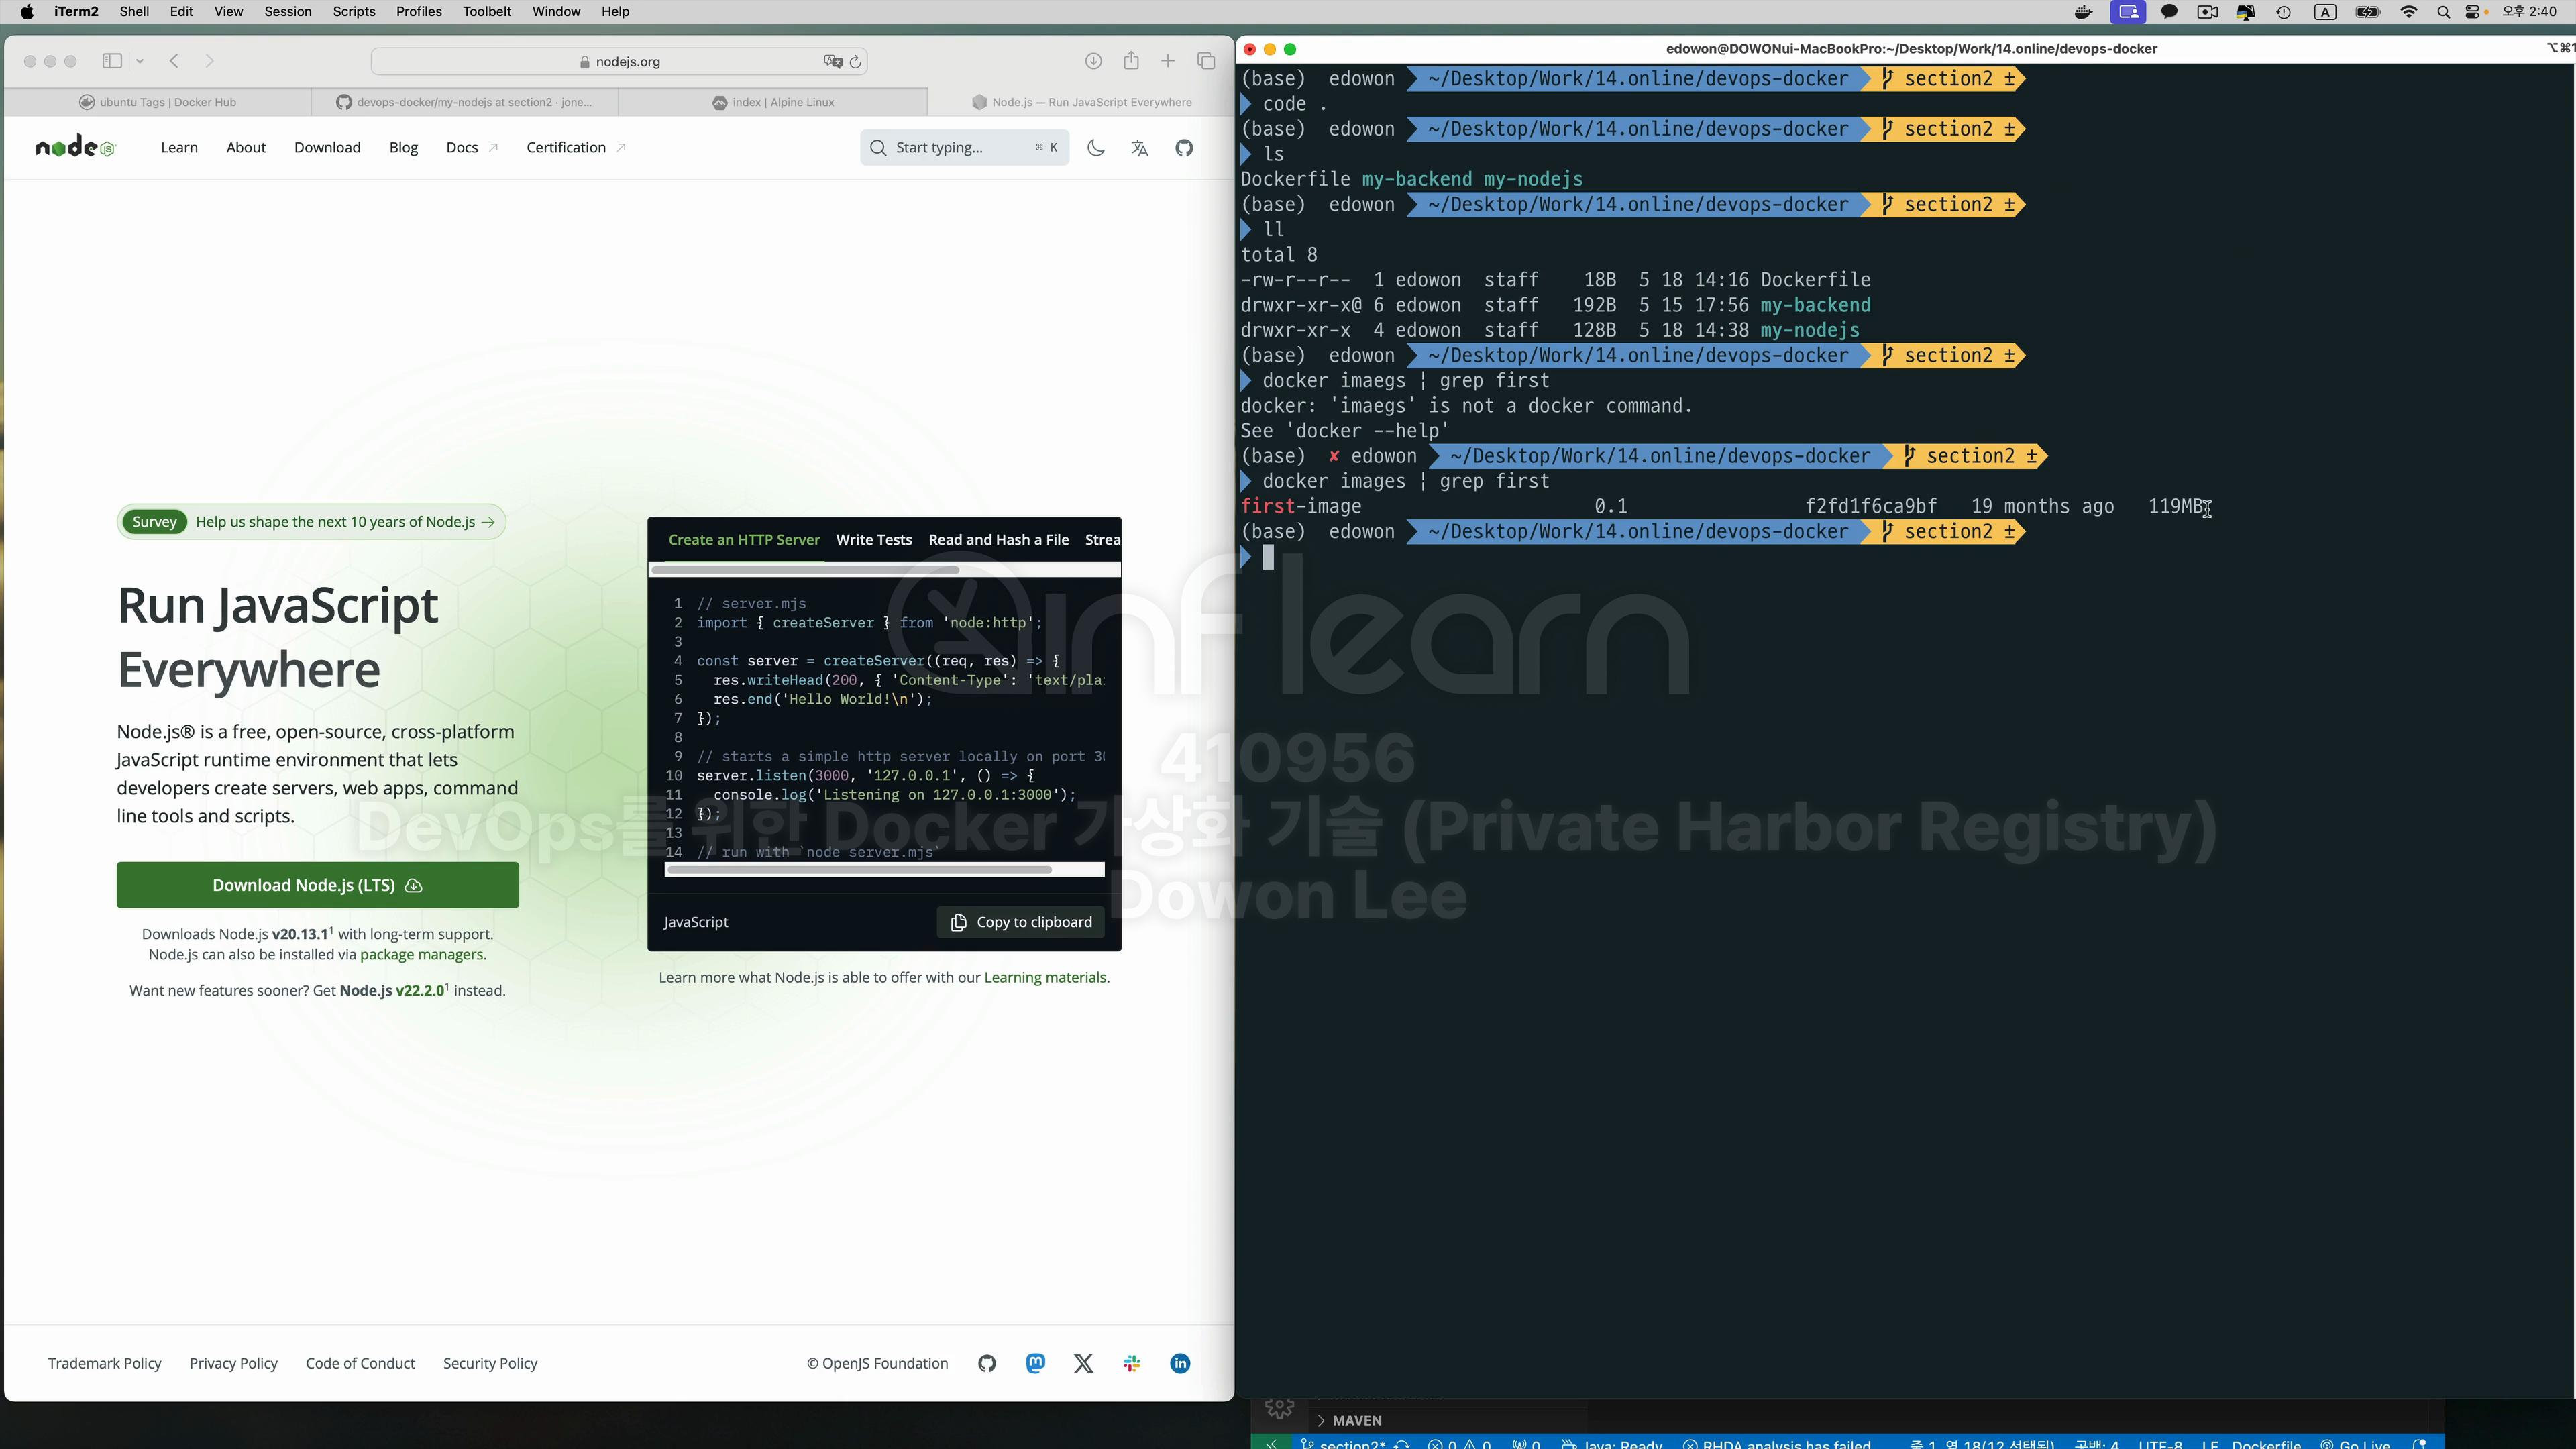 iTerm2 Shell Edit View Session Scripts Profiles Toolbelt Window Help
A 오후 2:40
nodejs.org
ubuntu Tags | Docker Hub
devops-docker/my-nodejs at section2 · jone...
index | Alpine Linux
Node.js — Run JavaScript Everywhere
node
Learn About Download Blog Docs Certification
Start typing... ⌘ K
Survey Help us shape the next 10 years of Node.js →
Run JavaScript
Everywhere
Node.js® is a free, open-source, cross-platform
JavaScript runtime environment that lets
developers create servers, web apps, command
line tools and scripts.
Download Node.js (LTS)
Downloads Node.js v20.13.1¹ with long-term support.
Node.js can also be installed via package managers.
Want new features sooner? Get Node.js v22.2.0¹ instead.
Create an HTTP Server Write Tests Read and Hash a File Strea
1 // server.mjs
2 import { createServer } from 'node:http';
3
4 const server = createServer((req, res) => {
5 res.writeHead(200, { 'Content-Type': 'text/pla
6 res.end('Hello World!\n');
7 });
8
9 // starts a simple http server locally on port 30
10 server.listen(3000, '127.0.0.1', () => {
11 console.log('Listening on 127.0.0.1:3000');
12 });
13
14 // run with `node server.mjs`
JavaScript Copy to clipboard
Learn more what Node.js is able to offer with our Learning materials.
Trademark Policy Privacy Policy Code of Conduct Security Policy © OpenJS Foundation
edowon@DOWONui-MacBookPro:~/Desktop/Work/14.online/devops-docker ⌥⌘1
(base) edowon ~/Desktop/Work/14.online/devops-docker section2 ±
code .
(base) edowon ~/Desktop/Work/14.online/devops-docker section2 ±
ls
Dockerfile my-backend my-nodejs
(base) edowon ~/Desktop/Work/14.online/devops-docker section2 ±
ll
total 8
-rw-r--r-- 1 edowon staff 18B 5 18 14:16 Dockerfile
drwxr-xr-x@ 6 edowon staff 192B 5 15 17:56 my-backend
drwxr-xr-x 4 edowon staff 128B 5 18 14:38 my-nodejs
(base) edowon ~/Desktop/Work/14.online/devops-docker section2 ±
docker imaegs | grep first
docker: 'imaegs' is not a docker command.
See 'docker --help'
(base) ✘ edowon ~/Desktop/Work/14.online/devops-docker section2 ±
docker images | grep first
first-image 0.1 f2fd1f6ca9bf 19 months ago 119MB
(base) edowon ~/Desktop/Work/14.online/devops-docker section2 ±
inflearn
410956
DevOps를 위한 Docker 가상화 기술 (Private Harbor Registry)
Dowon Lee
MAVEN
section2* 0 0 0 Java: Ready RHDA analysis has failed 줄 1, 열 18(12 선택됨) 공백: 4 UTF-8 LF Dockerfile Go Live